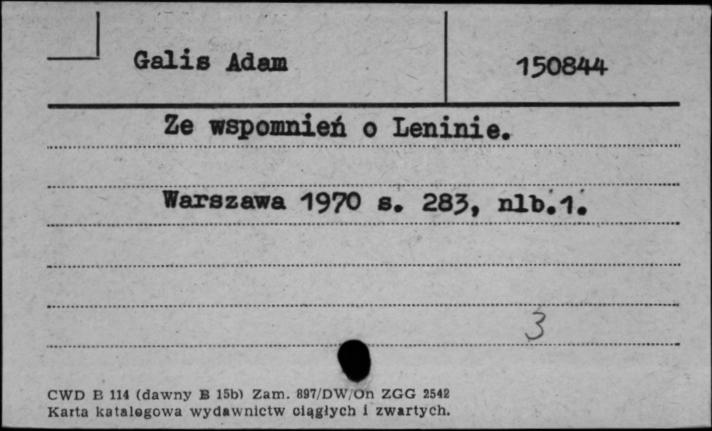 Galis Adam
150844
Ze wspomnień o Leninie.
Warszawa 1970 s. 283, nlb.1.
3
CWD B 114 (dawny B 15b) Zam. 897/DW/On ZGG 2542
Karta katalogowa wydawnictw ciągłych i zwartych.